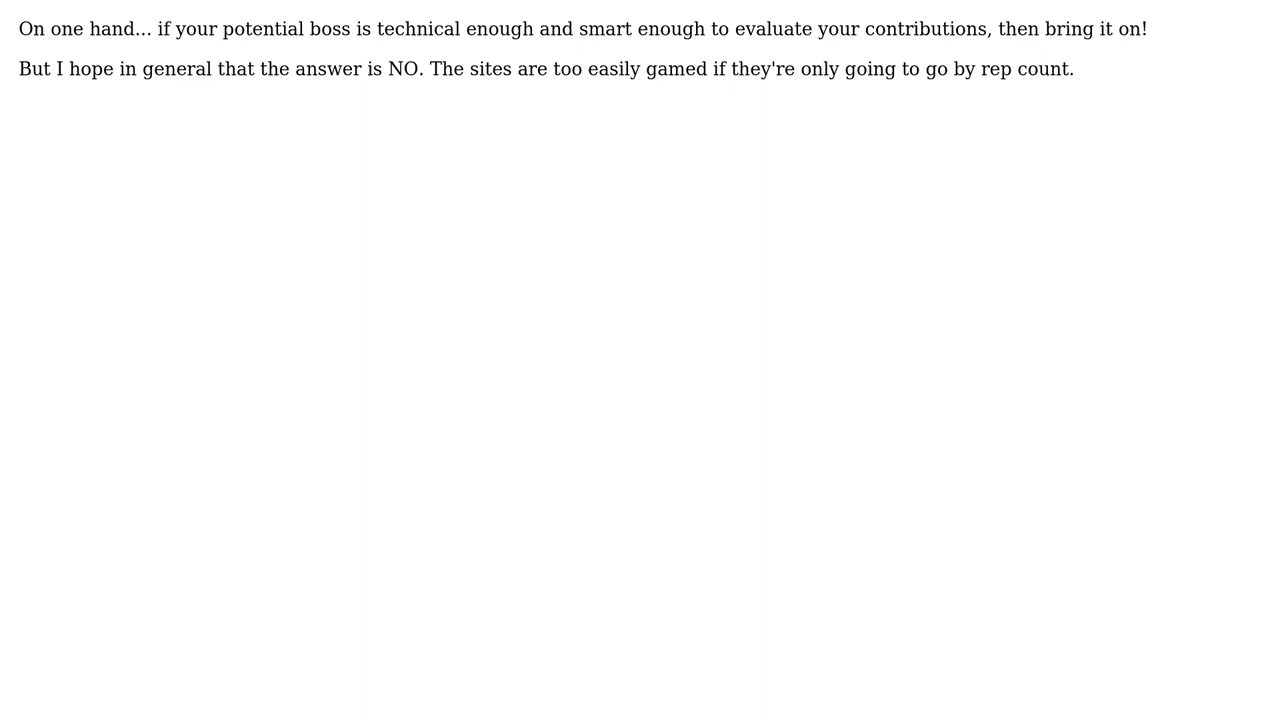 On one hand... if your potential boss is technical enough and smart enough to evaluate your contributions, then bring it on!
But I hope in general that the answer is NO. The sites are too easily gamed if they're only going to go by rep count.